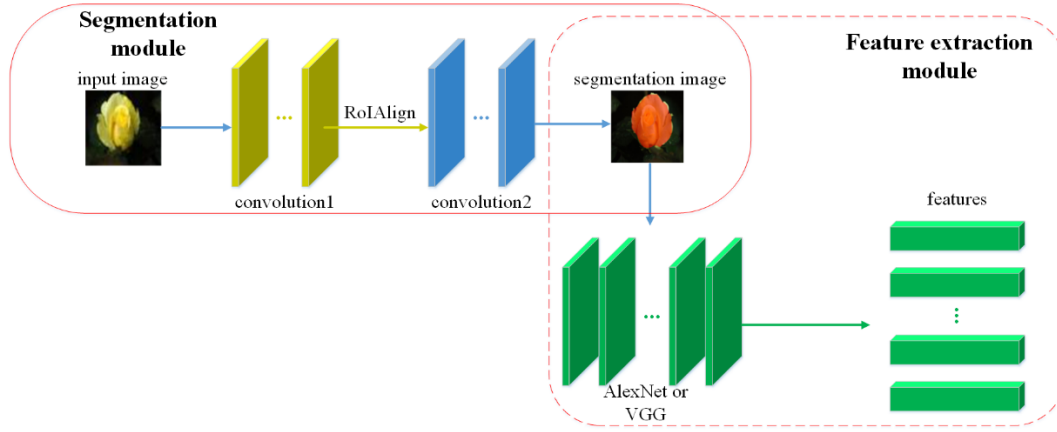 Segmentation
module
input image
RoIAlign
convolution1
convolution2
segmentation image
Feature extraction
module
features
AlexNet or
VGG